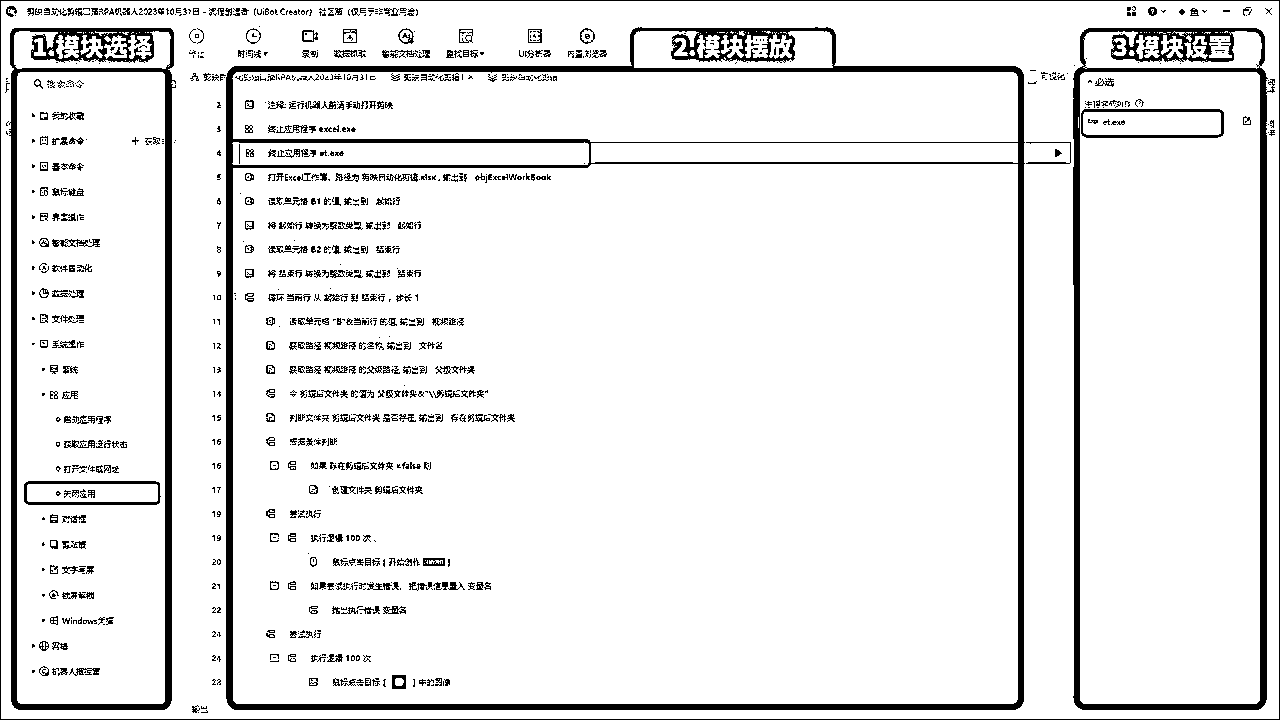 剪映自动化剪辑口播RPA机器人2023年10月31日 - 流程创造者 (UiBot Creator) 社区版 (仅用于非商业用途)
1.模块选择
2.模块摆放
3.模块设置
停止
时间线
录制
数据抓取
智能文档处理
查找目标
UI分析器
内置浏览器
搜索命令
我的收藏
扩展命令
+ 获取
基本命令
鼠标键盘
界面操作
智能文档处理
软件自动化
数据处理
文件处理
系统操作
系统
应用
启动应用程序
获取应用运行状态
打开文件或网址
关闭应用
对话框
剪贴板
文字写屏
锁屏解锁
Windows凭据
网络
机器人指挥官
2 注释: 运行机器人前请手动打开剪映
3 终止应用程序 excel.exe
4 终止应用程序 et.exe
5 打开Excel工作簿, 路径为 剪映自动化剪辑.xlsx , 输出到 objExcelWorkBook
6 读取单元格 B1 的值, 输出到 起始行
7 将 起始行 转换为整数类型, 输出到 起始行
8 读取单元格 B2 的值, 输出到 结束行
9 将 结束行 转换为整数类型, 输出到 结束行
10 循环 当前行 从 起始行 到 结束行 , 步长 1
11 读取单元格 "B"&当前行 的值, 输出到 视频路径
12 获取路径 视频路径 的名称, 输出到 文件名
13 获取路径 视频路径 的父级路径, 输出到 父级文件夹
14 令 剪辑后文件夹 的值为 父级文件夹&"\\剪辑后文件夹"
15 判断文件夹 剪辑后文件夹 是否存在, 输出到 存在剪辑后文件夹
16 根据条件判断
16 如果 存在剪辑后文件夹 =false 则
17 创建文件夹 剪辑后文件夹
19 尝试执行
19 执行逻辑 100 次 ,
20 鼠标点击目标 [ 开始创作 ]
21 如果尝试执行时发生错误, 把错误信息置入 变量名
22 抛出执行错误 变量名
24 尝试执行
24 执行逻辑 100 次
23 鼠标点击目标 [ ] 中的图像
输出
可视化
必选
et.exe